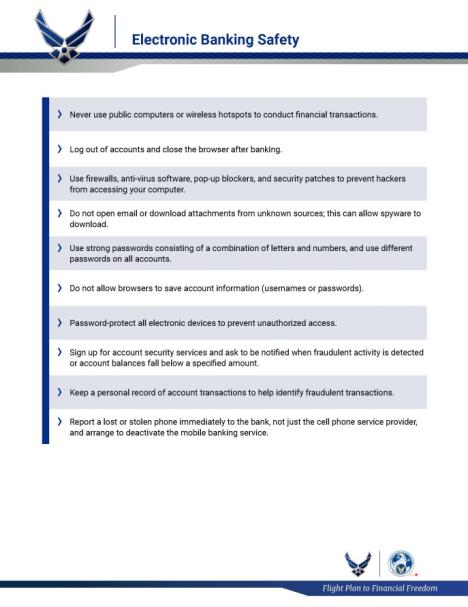 Electronic Banking Safety
Never use public computers or wireless hotspots to conduct financial transactions.
Log out of accounts and close the browser after banking.
Use firewalls, anti-virus software, pop-up blockers, and security patches to prevent hackers
from accessing your computer.
Do not open email or download attachments from unknown sources; this can allow spyware to
download.
Use strong passwords consisting of a combination of letters and numbers, and use different
passwords on all accounts.
Do not allow browsers to save account information (usernames or passwords).
Password-protect all electronic devices to prevent unauthorized access.
Sign up for account security services and ask to be notified when fraudulent activity is detected
or account balances fall below a specified amount.
Keep a personal record of account transactions to help identify fraudulent transactions.
Report a lost or stolen phone immediately to the bank, not just the cell phone service provider,
and arrange to deactivate the mobile banking service.
Flight Plan to Financial Freedom